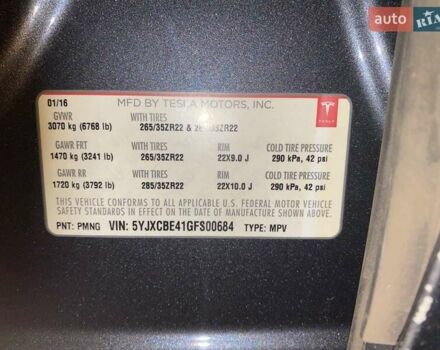 auto RIA
01/16
MFD BY TESLA MOTORS, INC.
TESLA
GVWR WITH TIRES
3070 kg (6768 lb) 265/35ZR22 & 285/35ZR22
GAWR FRT WITH TIRES RIM COLD TIRE PRESSURE
1470 kg (3241 lb) 265/35ZR22 22X9.0 J 290 kPa, 42 psi
GAWR RR WITH TIRES RIM COLD TIRE PRESSURE
1720 kg (3792 lb) 285/35ZR22 22X10.0 J 290 kPa, 42 psi
THIS VEHICLE CONFORMS TO ALL APPLICABLE U.S. FEDERAL MOTOR VEHICLE
SAFETY STANDARDS IN EFFECT ON THE DATE OF MANUFACTURE SHOWN ABOVE.
PNT: PMNG VIN: 5YJXCBE41GFS00684 TYPE: MPV